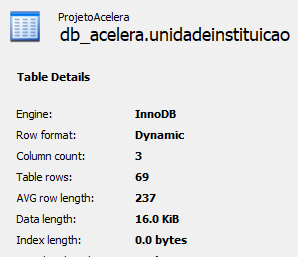 ProjetoAcelera
db_acelera.unidadeinstituicao
Table Details
Engine: InnoDB
Row format: Dynamic
Column count: 3
Table rows: 69
AVG row length: 237
Data length: 16.0 KiB
Index length: 0.0 bytes